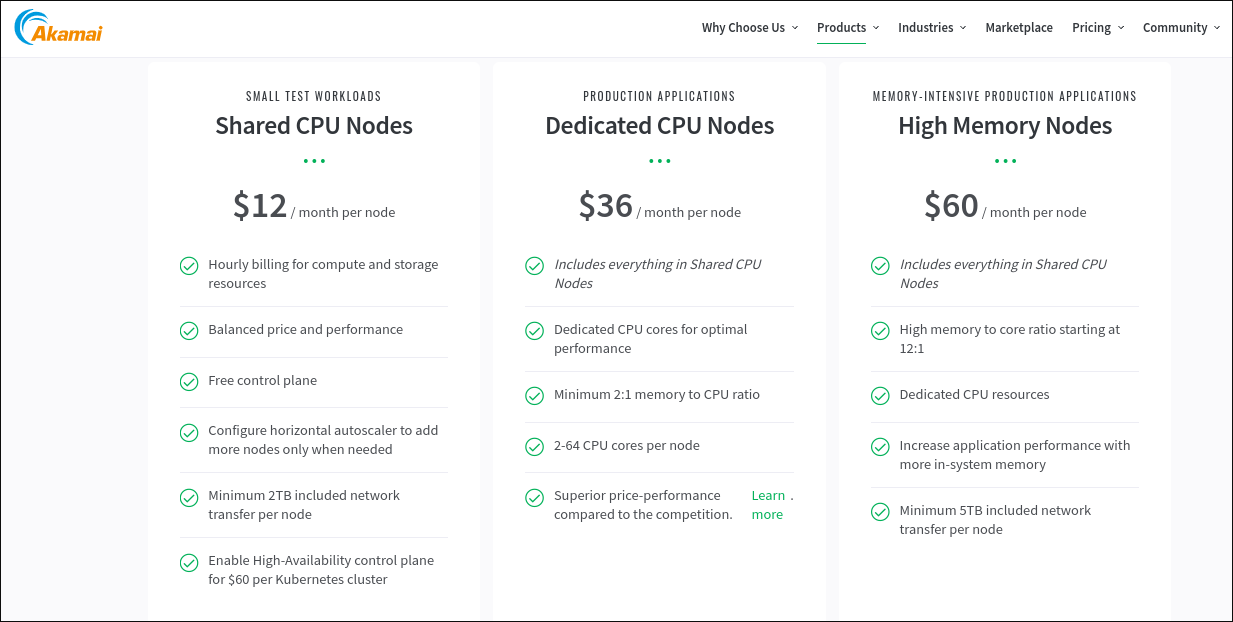 Akamai
Why Choose Us
Products
Industries
Marketplace
Pricing
Community
SMALL TEST WORKLOADS
Shared CPU Nodes
$12 / month per node
Hourly billing for compute and storage
resources
Balanced price and performance
Free control plane
Configure horizontal autoscaler to add
more nodes only when needed
Minimum 2TB included network
transfer per node
Enable High-Availability control plane
for $60 per Kubernetes cluster
PRODUCTION APPLICATIONS
Dedicated CPU Nodes
$36 / month per node
Includes everything in Shared CPU
Nodes
Dedicated CPU cores for optimal
performance
Minimum 2:1 memory to CPU ratio
2-64 CPU cores per node
Superior price-performance
compared to the competition.
Learn .
more
MEMORY-INTENSIVE PRODUCTION APPLICATIONS
High Memory Nodes
$60 / month per node
Includes everything in Shared CPU
Nodes
High memory to core ratio starting at
12:1
Dedicated CPU resources
Increase application performance with
more in-system memory
Minimum 5TB included network
transfer per node